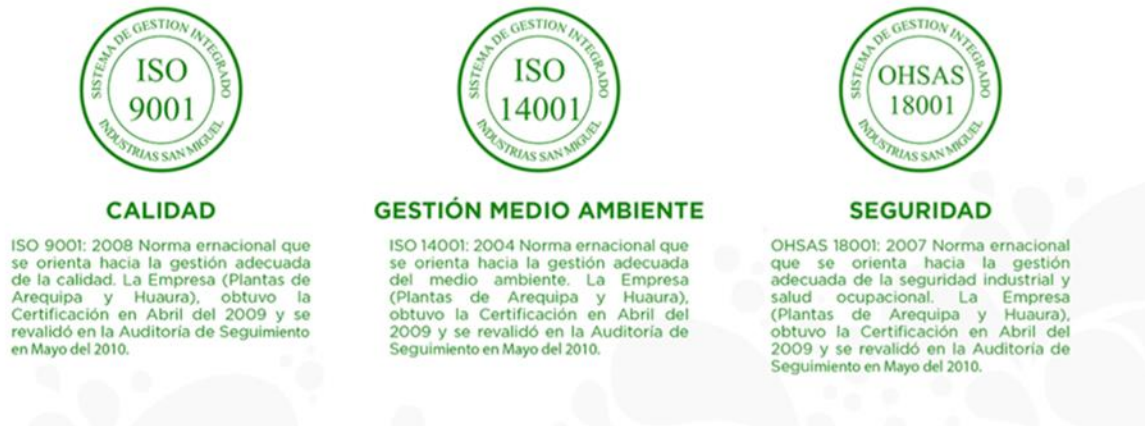 SISTEMA DE GESTION INTEGRADO
ISO
9001
INDUSTRIAS SAN MIGUEL
CALIDAD
ISO 9001: 2008 Norma ernacional que
se orienta hacia la gestión adecuada
de la calidad. La Empresa (Plantas de
Arequipa y Huaura), obtuvo la
Certificación en Abril del 2009 y se
revalidó en la Auditoría de Seguimiento
en Mayo del 2010.
SISTEMA DE GESTION INTEGRADO
ISO
14001
INDUSTRIAS SAN MIGUEL
GESTIÓN MEDIO AMBIENTE
ISO 14001: 2004 Norma ernacional que
se orienta hacia la gestión adecuada
del medio ambiente. La Empresa
(Plantas de Arequipa y Huaura),
obtuvo la Certificación en Abril del
2009 y se revalidó en la Auditoría de
Seguimiento en Mayo del 2010.
SISTEMA DE GESTION INTEGRADO
OHSAS
18001
INDUSTRIAS SAN MIGUEL
SEGURIDAD
OHSAS 18001: 2007 Norma ernacional
que se orienta hacia la gestión
adecuada de la seguridad industrial y
salud ocupacional. La Empresa
(Plantas de Arequipa y Huaura),
obtuvo la Certificación en Abril del
2009 y se revalidó en la Auditoría de
Seguimiento en Mayo del 2010.